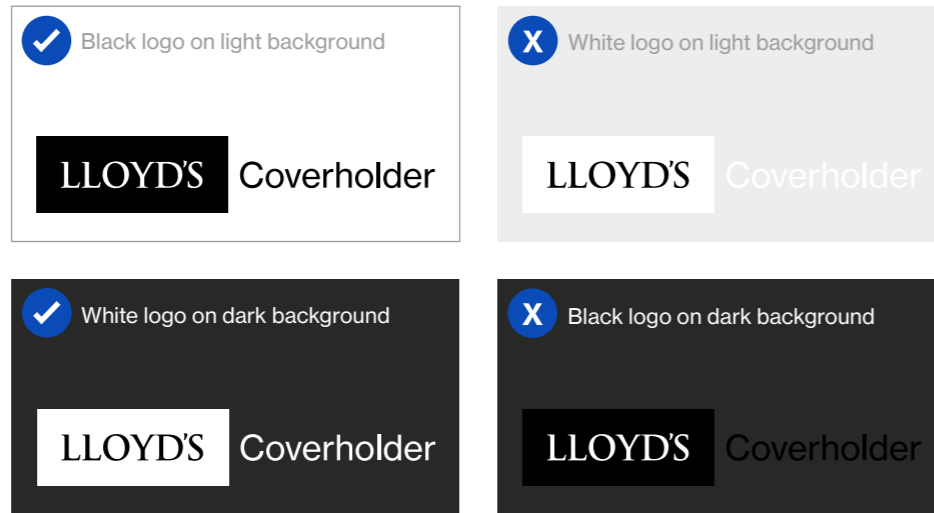 Black logo on light background
LLOYD'S Coverholder
X White logo on light background
LLOYD'S Coverholder
White logo on dark background
LLOYD'S Coverholder
X Black logo on dark background
LLOYD'S Coverholder